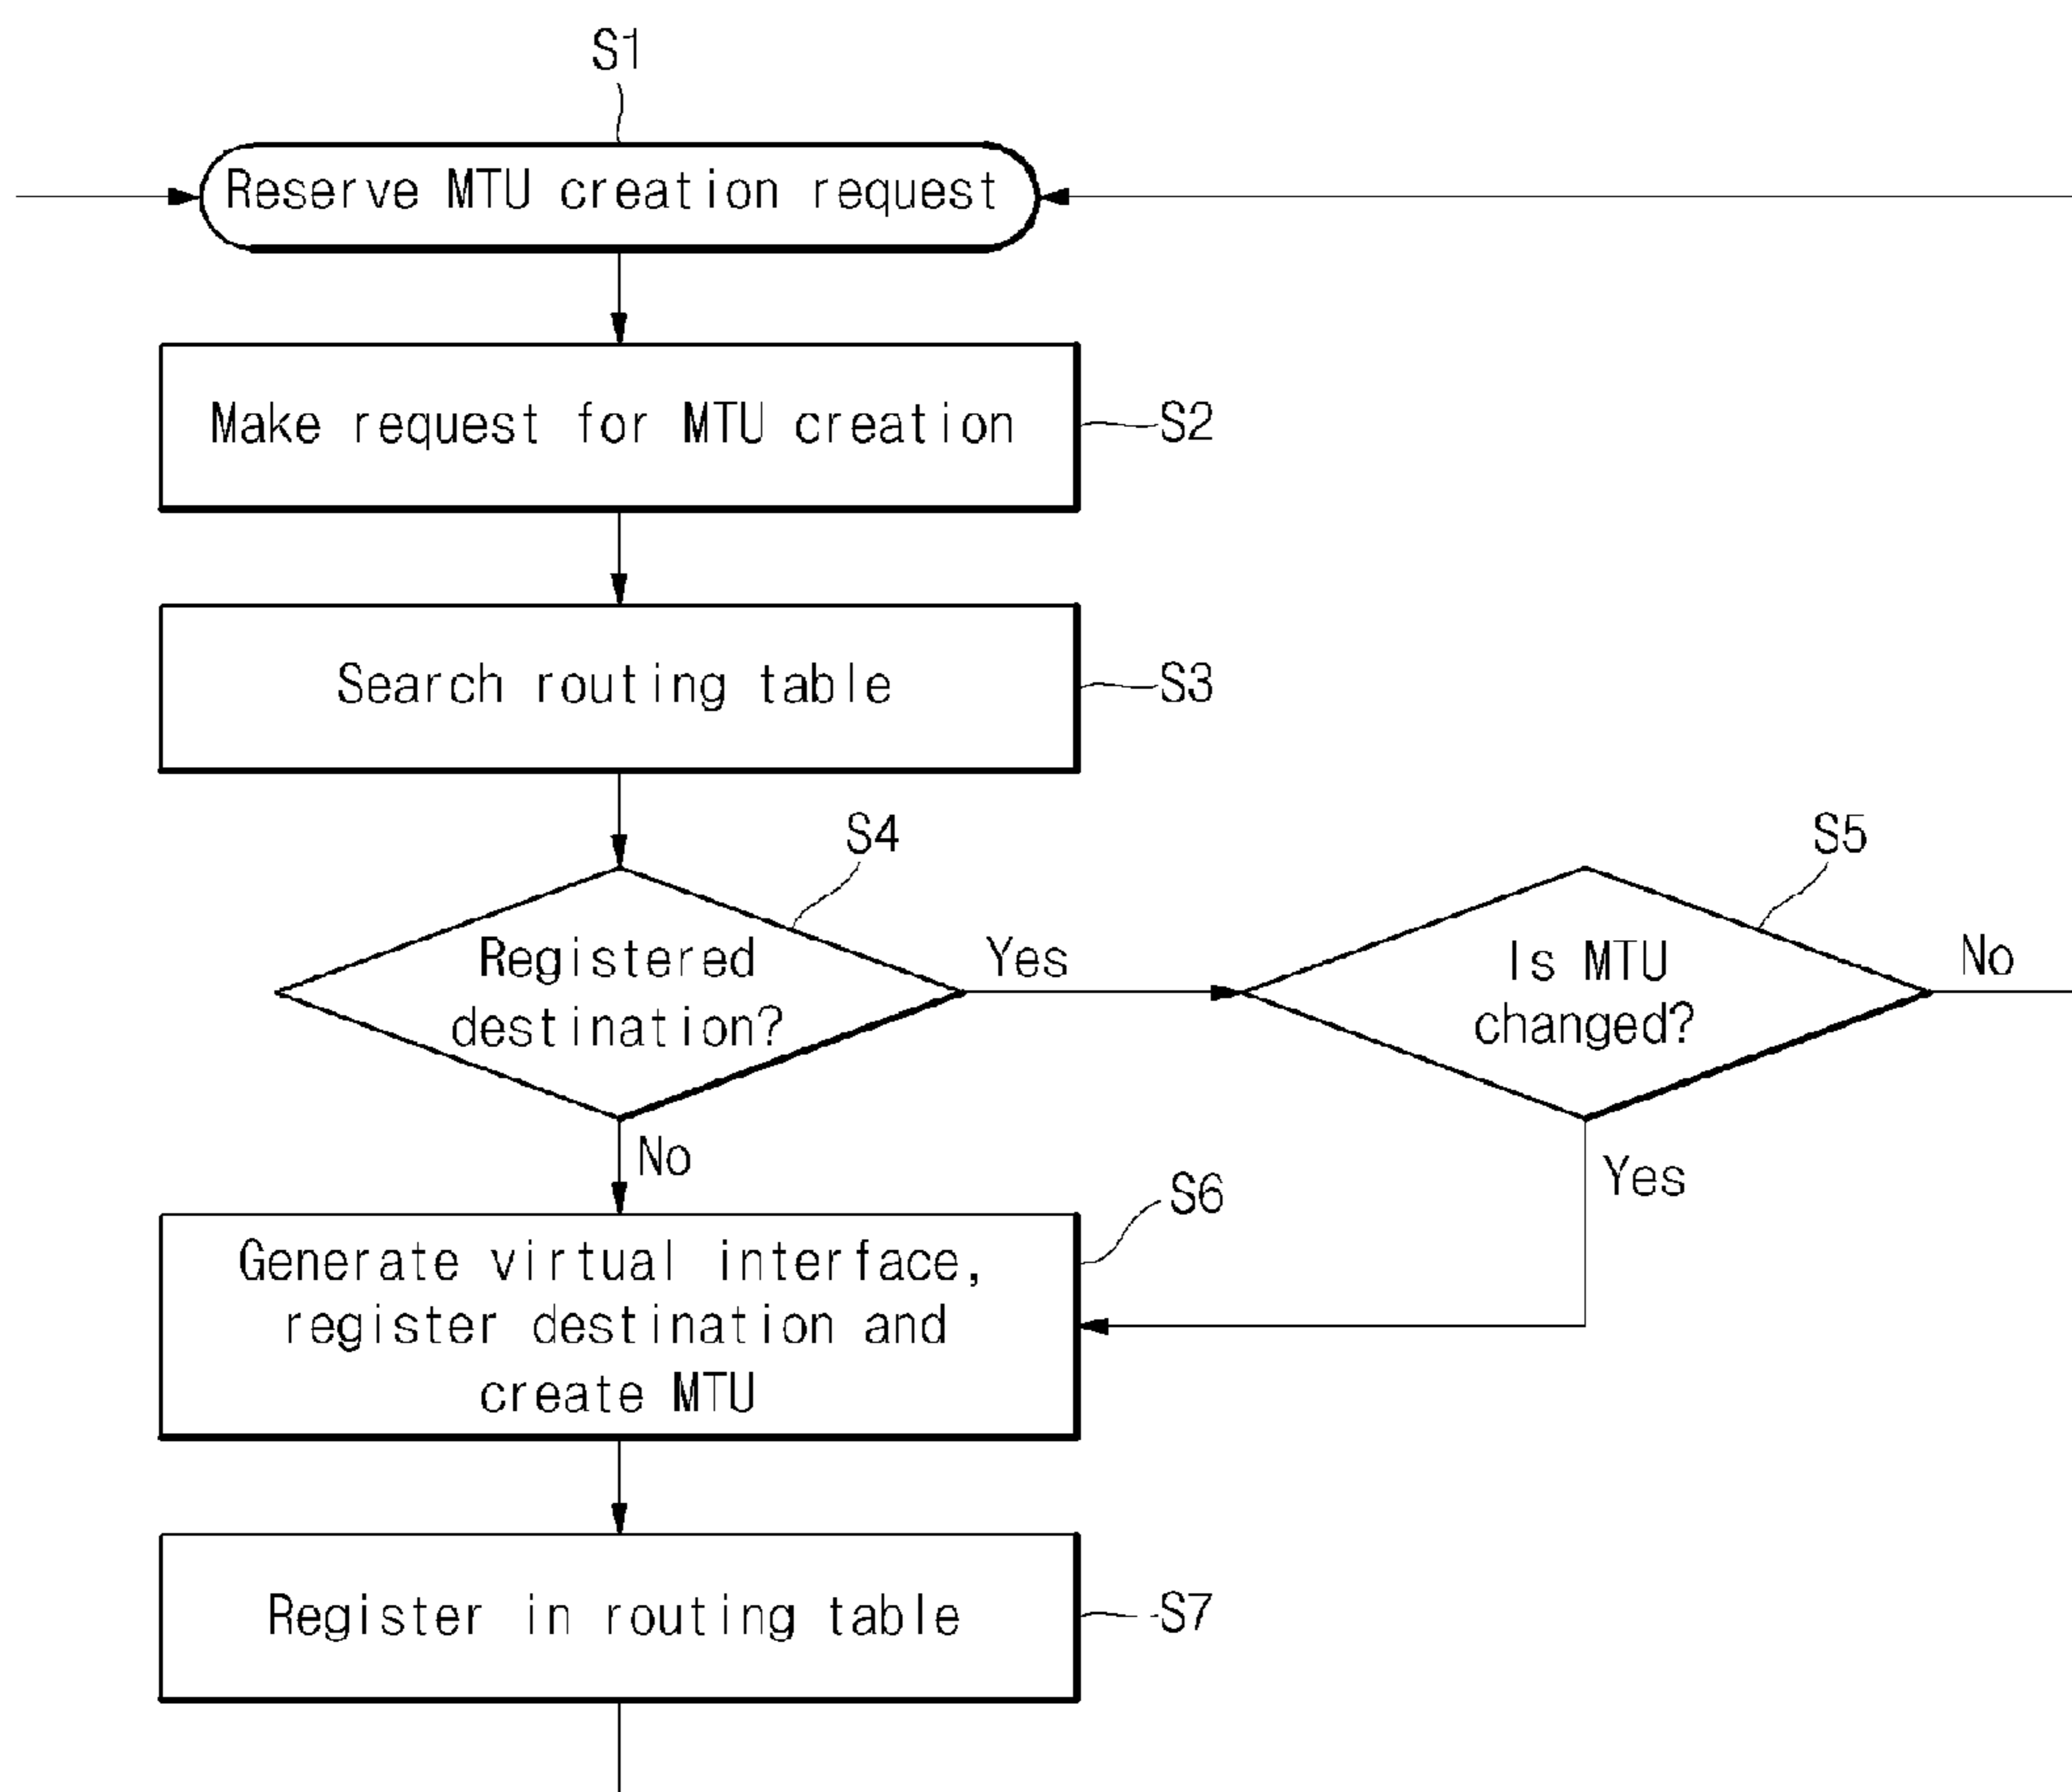 S1
Reserve MTU creation request
Make request for MTU creation
S2
Search routing table
S3
S4
Registered
destination?
Yes
S5
Is MTU
changed?
No
No
Yes
S6
Generate virtual interface,
register destination and
create MTU
Register in routing table
S7